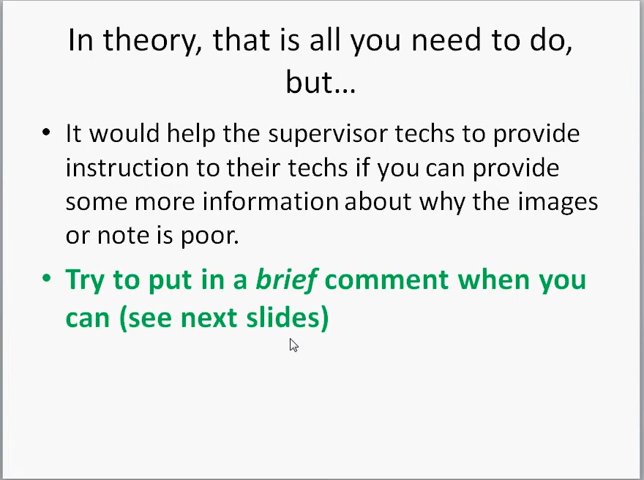 In theory, that is all you need to do,
but…
• It would help the supervisor techs to provide
instruction to their techs if you can provide
some more information about why the images
or note is poor.
• Try to put in a brief comment when you
can (see next slides)